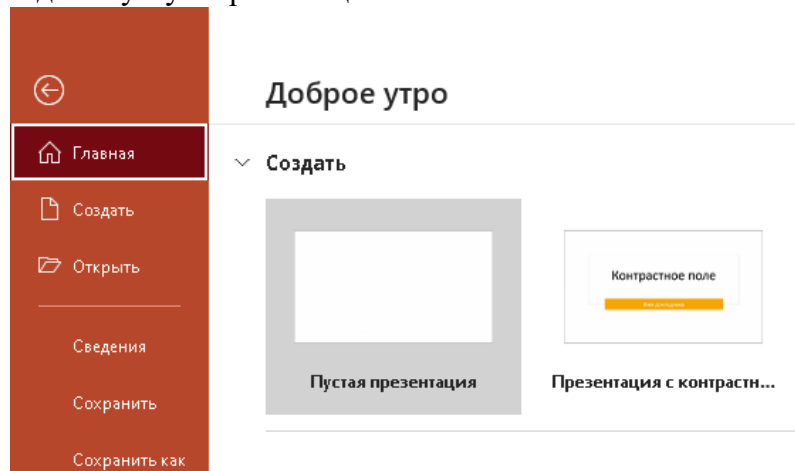 Доброе утро
Главная
Создать
Создать
Открыть
Контрастное поле
Сведения
Пустая презентация
Презентация с контрастн...
Сохранить
Сохранить как